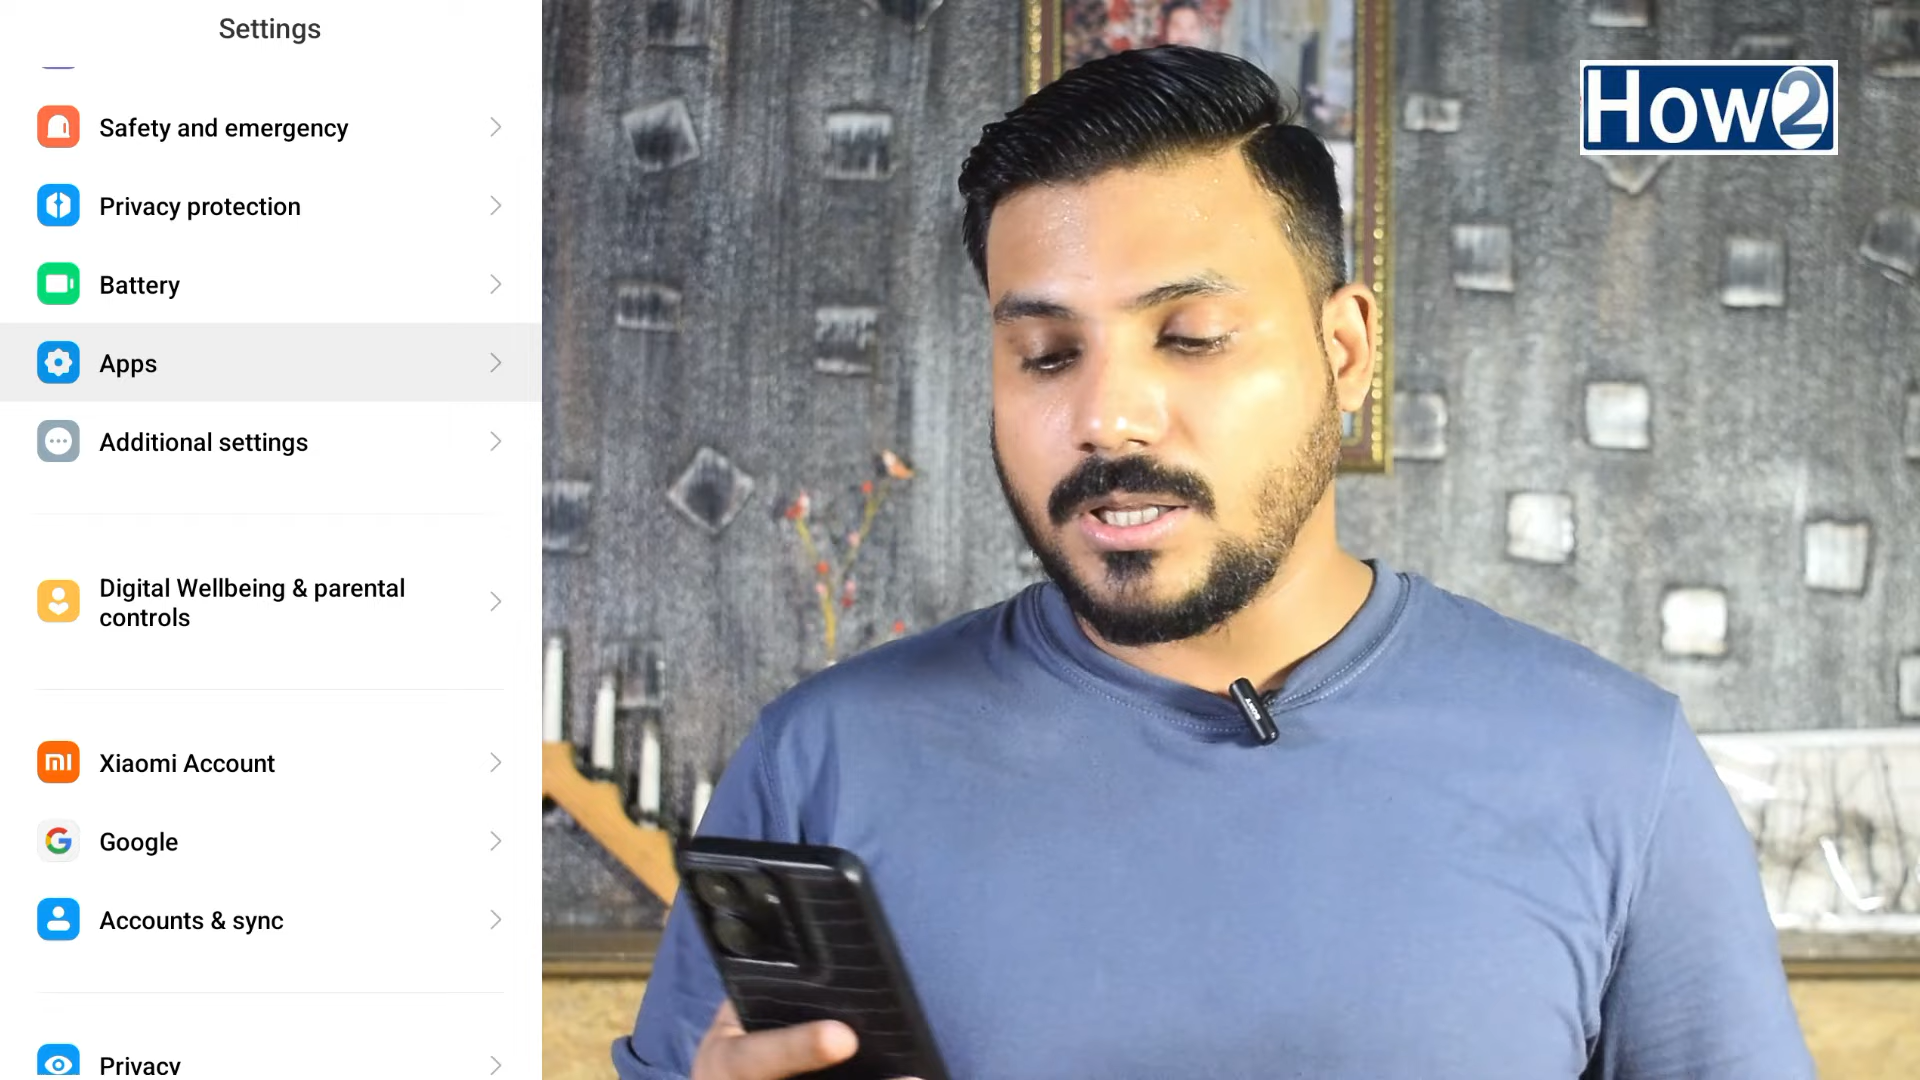 Settings
How2
Safety and emergency
Privacy protection
Battery
Apps
Additional settings
Digital Wellbeing & parental
controls
mi
Xiaomi Account
G
Google
Accounts & sync
Privacy